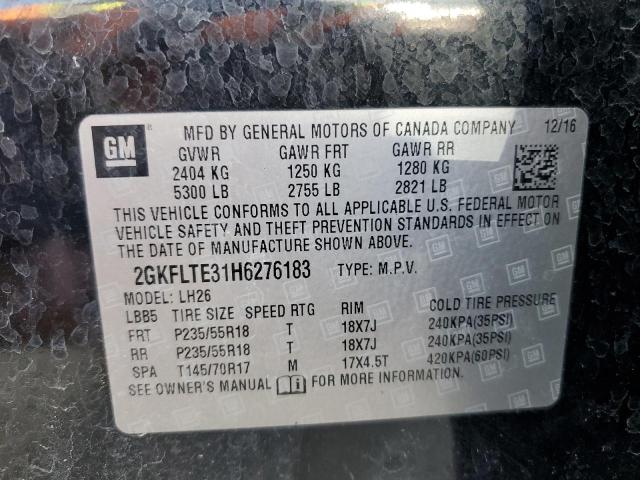 GM ®
MFD BY GENERAL MOTORS OF CANADA COMPANY 12/16
GVWR GAWR FRT GAWR RR
2404 KG 1250 KG 1280 KG
5300 LB 2755 LB 2821 LB
THIS VEHICLE CONFORMS TO ALL APPLICABLE U.S. FEDERAL MOTOR
VEHICLE SAFETY AND THEFT PREVENTION STANDARDS IN EFFECT ON
THE DATE OF MANUFACTURE SHOWN ABOVE.
2GKFLTE31H6276183 TYPE: M.P.V.
MODEL: LH26
LBB5 TIRE SIZE SPEED RTG RIM COLD TIRE PRESSURE
FRT P235/55R18 T 18X7J 240KPA(35PSI)
RR P235/55R18 T 18X7J 240KPA(35PSI)
SPA T145/70R17 M 17X4.5T 420KPA(60PSI)
SEE OWNER'S MANUAL FOR MORE INFORMATION.